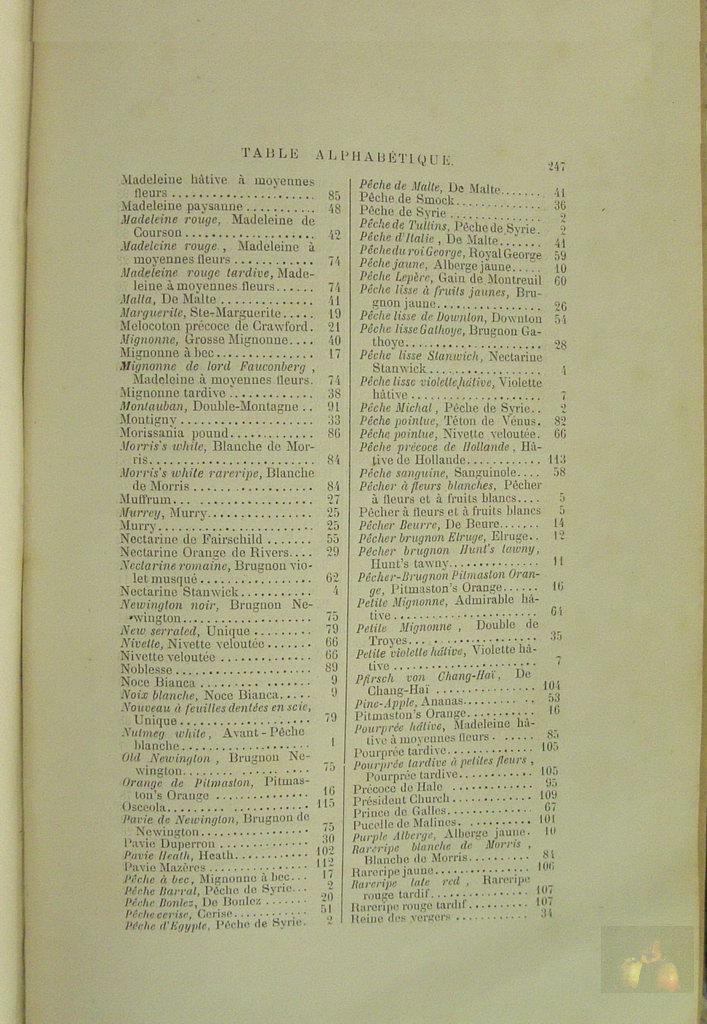 TABLE ALPHABÉTIQUE.
247
Madeleine hâtive à moyennes
fleurs .................... 85
Madeleine paysanne ........... 48
Madeleine rouge, Madeleine de
Courson ................... 42
Madeleine rouge, Madeleine à
moyennes fleurs ............ 74
Madeleine rouge tardive, Made-
leine à moyennes fleurs...... 74
Malta, De Malte .............. 41
Marguerite, Ste-Marguerite..... 19
Melocoton précoce de Crawford. 21
Mignonne, Grosse Mignonne.... 40
Mignonne à bec............... 17
Mignonne de lord Fauconberg,
Madeleine à moyennes fleurs. 74
Mignonne tardive ............. 38
Montauban, Double-Montagne .. 91
Montigny .................... 33
Morissania pound............. 86
Morris's white, Blanche de Mor-
ris......................... 84
Morris's white rareripe, Blanche
de Morris .................. 84
Muffrum..................... 27
Murrey, Murry................ 25
Murry....................... 25
Nectarine de Fairschild ....... 55
Nectarine Orange de Rivers.... 29
Nectarine romaine, Brugnon vio-
let musqué ................. 62
Nectarine Stanwick ........... 4
Newington noir, Brugnon Ne-
wington.................... 75
New serrated, Unique ......... 79
Nivette, Nivette veloutée....... 66
Nivette veloutée .............. 66
Noblesse .................... 89
Noce Bianca ................. 9
Noix blanche, Noce Bianca..... 9
Nouveau à feuilles dentées en scie,
Unique.................... 79
Nutmeg white, Avant-Pêche
blanche.................... 1
Old Newington, Brugnon Ne-
wington................... 75
Orange de Pitmaston, Pitmas-
ton's Orange ............... 16
Osceola..................... 115
Pavie de Newington, Brugnon de
Newington................. 75
Pavie Duperron .............. 30
Pavie Heath, Heath........... 102
Pavie Mazères ............... 112
Pêche à bec, Mignonne à bec... 17
Pêche Barral, Pêche de Syrie... 2
Pêche Bonlez, De Bonlez ....... 20
Pêche cerise, Cerise............ 51
Pêche d'Egypte, Pêche de Syrie. 2
Pêche de Malte, De Malte....... 41
Pêche de Smock............... 36
Pêche de Syrie ................ 2
Pêche de Tullins, Pêche de Syrie. 2
Pêche d'Italie, De Malte....... 41
Pêche du roi George, Royal George 59
Pêche jaune, Alberge jaune..... 10
Pêche Lepère, Gain de Montreuil 60
Pêche lisse à fruits jaunes, Bru-
gnon jaune................. 26
Pêche lisse de Downton, Downton 54
Pêche lisse Gathoye, Brugnon Ga-
thoye...................... 28
Pêche lisse Stanwich, Nectarine
Stanwick .................. 4
Pêche lisse violette hâtive, Violette
hâtive ..................... 7
Pêche Michal, Pêche de Syrie.. 2
Pêche pointue, Téton de Vénus. 82
Pêche pointue, Nivette veloutée. 66
Pêche précoce de Hollande, Hâ-
tive de Hollande............ 113
Pêche sanguine, Sanguinole.... 58
Pêcher à fleurs blanches, Pêcher
à fleurs et à fruits blancs.... 5
Pêcher à fleurs et à fruits blancs 5
Pêcher Beurre, De Beure....... 14
Pêcher brugnon Elruge, Elruge.. 12
Pêcher brugnon Hunt's tawny,
Hunt's tawny............... 11
Pêcher-Brugnon Pitmaston Oran-
ge, Pitmaston's Orange...... 16
Petite Mignonne, Admirable hâ-
tive ....................... 64
Petite Mignonne, Double de
Troyes..................... 35
Petite violette hâtive, Violette hâ-
tive ....................... 7
Pfirsch von Chang-Haï, De
Chang-Haï ................ 104
Pine-Apple, Ananas........... 53
Pitmaston's Orange........... 16
Pourprée hâtive, Madeleine hâ-
tive à moyennes fleurs ...... 85
Pourprée tardive.............. 105
Pourprée tardive à petites fleurs,
Pourprée tardive............ 105
Précoce de Hale .............. 95
Président Church............. 109
Prince de Galles.............. 67
Pucelle de Malines............ 101
Purple Alberge, Alberge jaune. 10
Rareripe blanche de Morris,
Blanche de Morris........... 84
Rareripe jaune................ 106
Rareripe late red, Rareripe
rouge tardif................ 107
Rareripe rouge tardif.......... 107
Reine des vergers ............. 34